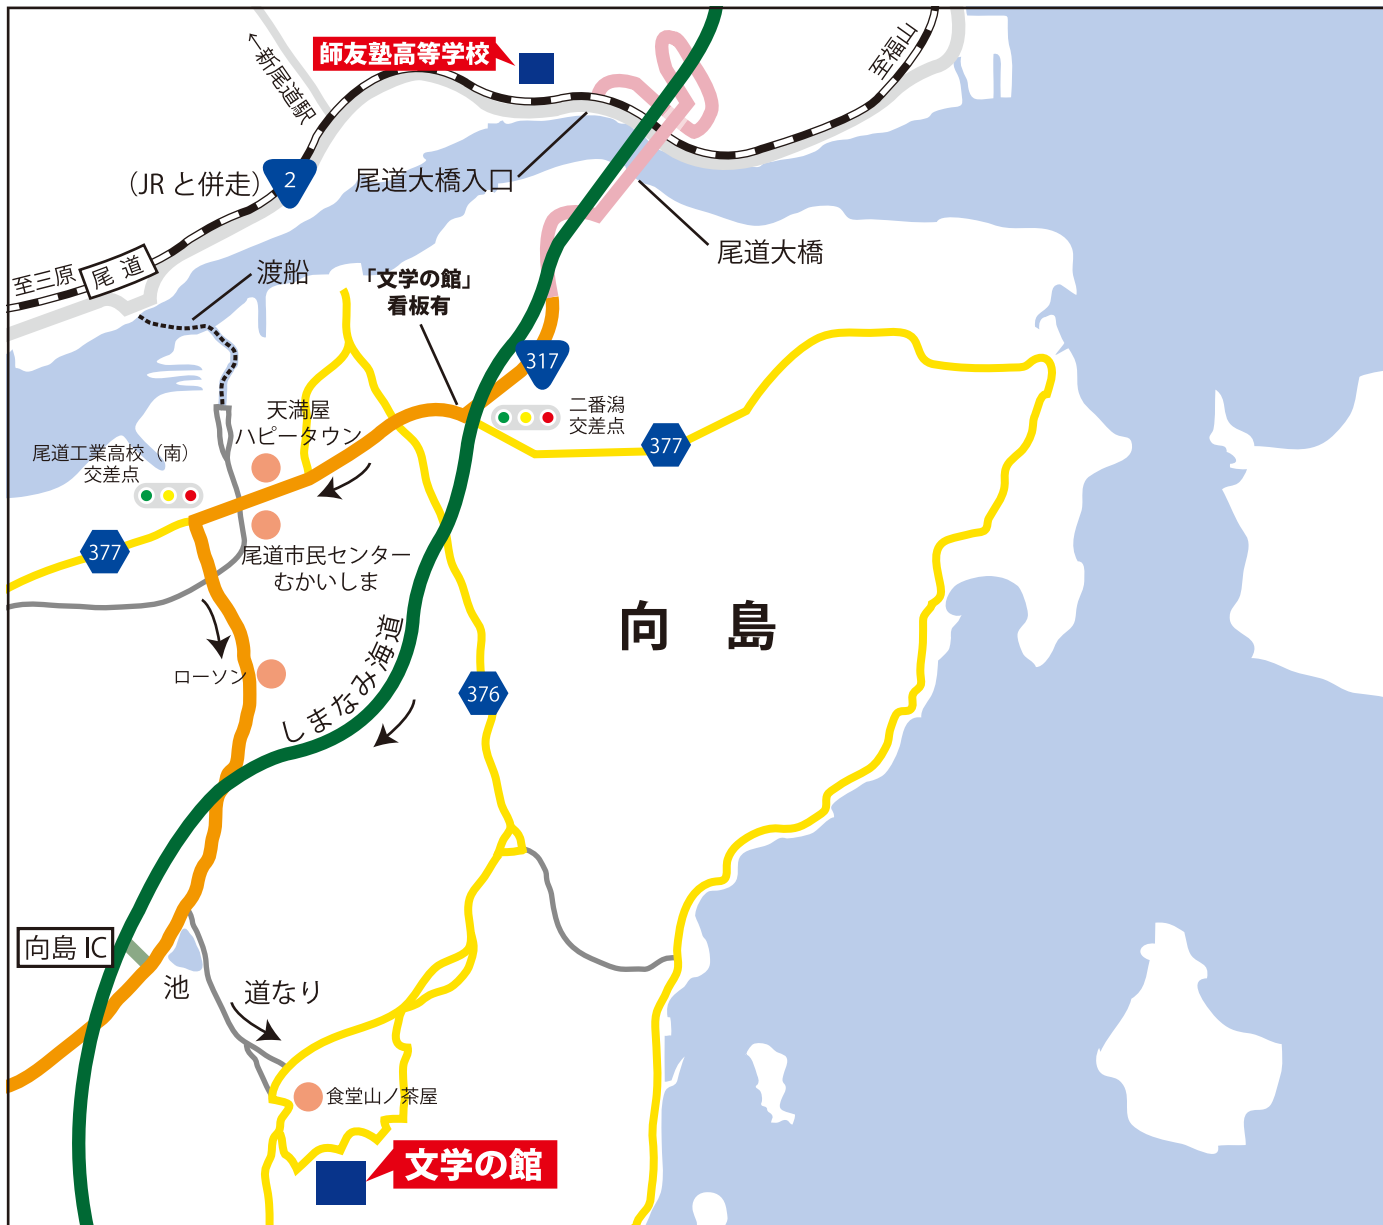 師友塾高等学校
←新尾道駅
至福山
2
(JRと併走)
尾道大橋入口
尾道大橋
至三原
尾道
渡船
「文学の館」
看板有
317
二番潟
交差点
377
天満屋
ハピータウン
尾道工業高校(南)
交差点
377
尾道市民センター
むかいしま
向島
ローソン
しまなみ海道
376
向島 IC
池
道なり
食堂山ノ茶屋
文学の館